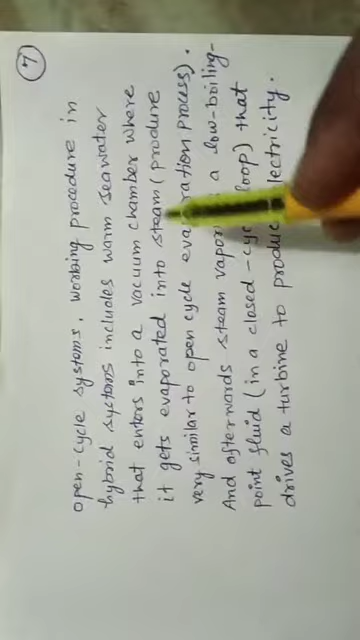 7
open-cycle systems. working procedure in
hybrid systems includes warm seawater
that enters into a vacuum chamber where
it gets evaporated into steam (produre
very similar to open cycle eva ration process).
And afterwords steam vapori a low-boiling-
point fluid (in a closed-cyc loop) that
drives a turbine to produc lectricity.